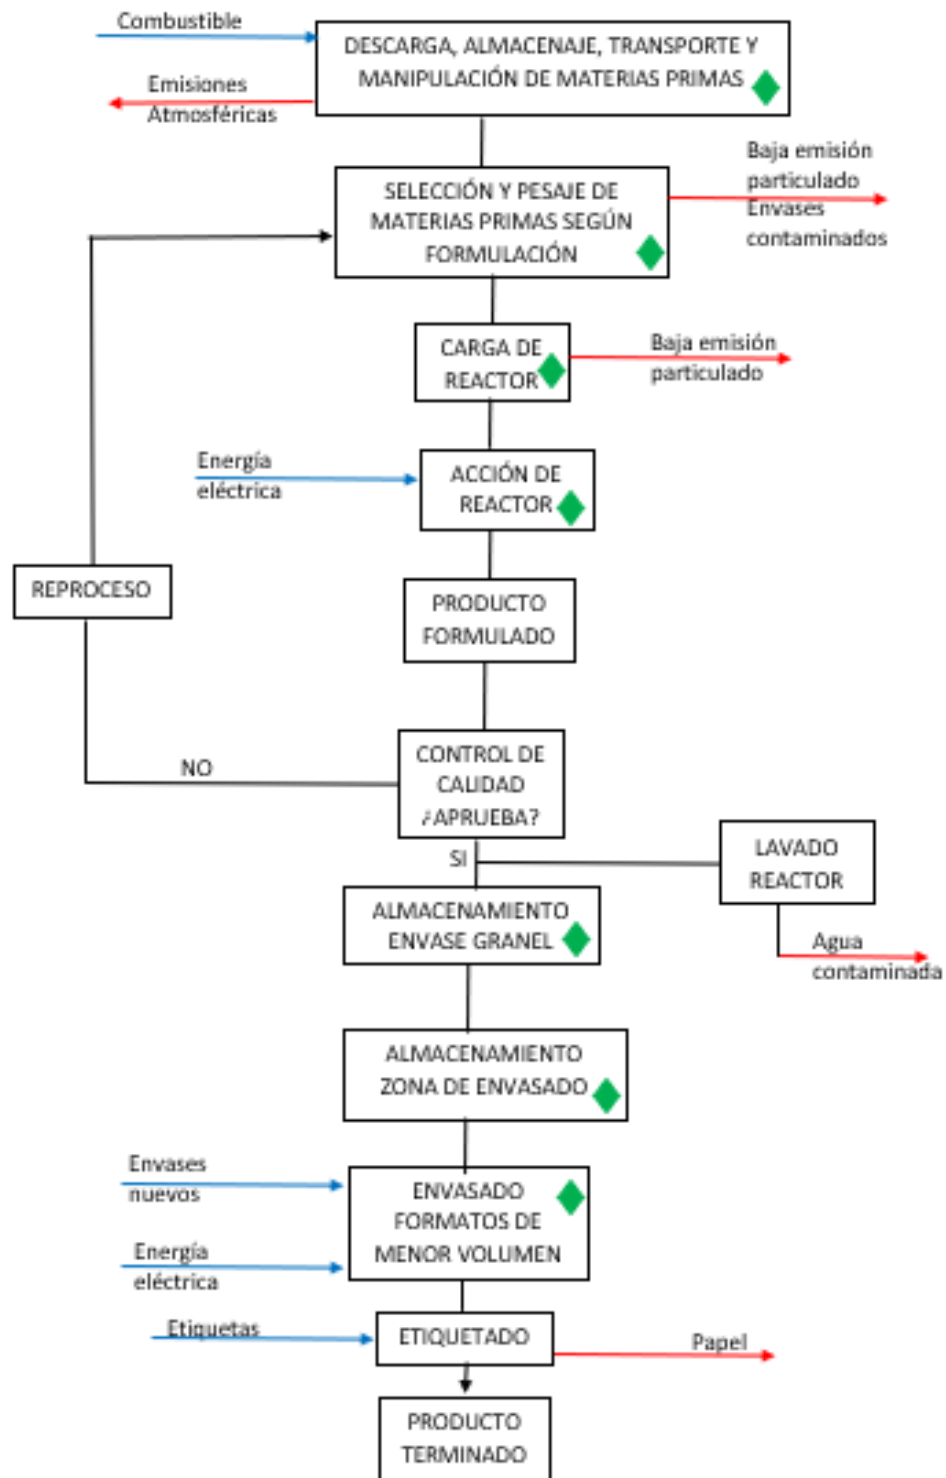 Combustible
DESCARGA, ALMACENAJE, TRANSPORTE Y
MANIPULACIÓN DE MATERIAS PRIMAS
Emisiones
Atmosféricas
SELECCIÓN Y PESAJE DE
MATERIAS PRIMAS SEGÚN
FORMULACIÓN
Baja emisión
particulado
Envases
contaminados
CARGA DE
REACTOR
Baja emisión
particulado
Energía
eléctrica
ACCIÓN DE
REACTOR
REPROCESO
PRODUCTO
FORMULADO
CONTROL DE
CALIDAD
¿APRUEBA?
NO
SI
LAVADO
REACTOR
Agua
contaminada
ALMACENAMIENTO
ENVASE GRANEL
ALMACENAMIENTO
ZONA DE ENVASADO
Envases
nuevos
ENVASADO
FORMATOS DE
MENOR VOLUMEN
Energía
eléctrica
Etiquetas
ETIQUETADO
Papel
PRODUCTO
TERMINADO